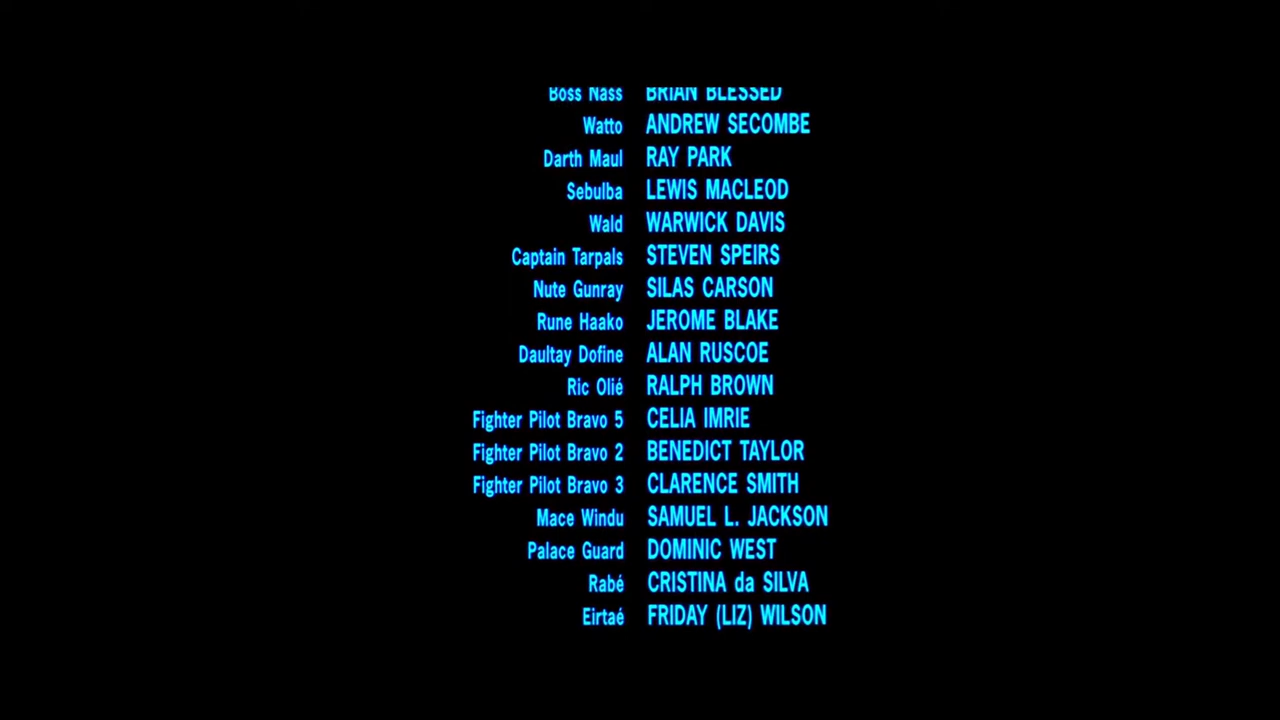 Boss Nass BRIAN BLESSED
Watto ANDREW SECOMBE
Darth Maul RAY PARK
Sebulba LEWIS MACLEOD
Wald WARWICK DAVIS
Captain Tarpals STEVEN SPEIRS
Nute Gunray SILAS CARSON
Rune Haako JEROME BLAKE
Daultay Dofine ALAN RUSCOE
Ric Olié RALPH BROWN
Fighter Pilot Bravo 5 CELIA IMRIE
Fighter Pilot Bravo 2 BENEDICT TAYLOR
Fighter Pilot Bravo 3 CLARENCE SMITH
Mace Windu SAMUEL L. JACKSON
Palace Guard DOMINIC WEST
Rabé CRISTINA da SILVA
Eirtaé FRIDAY (LIZ) WILSON